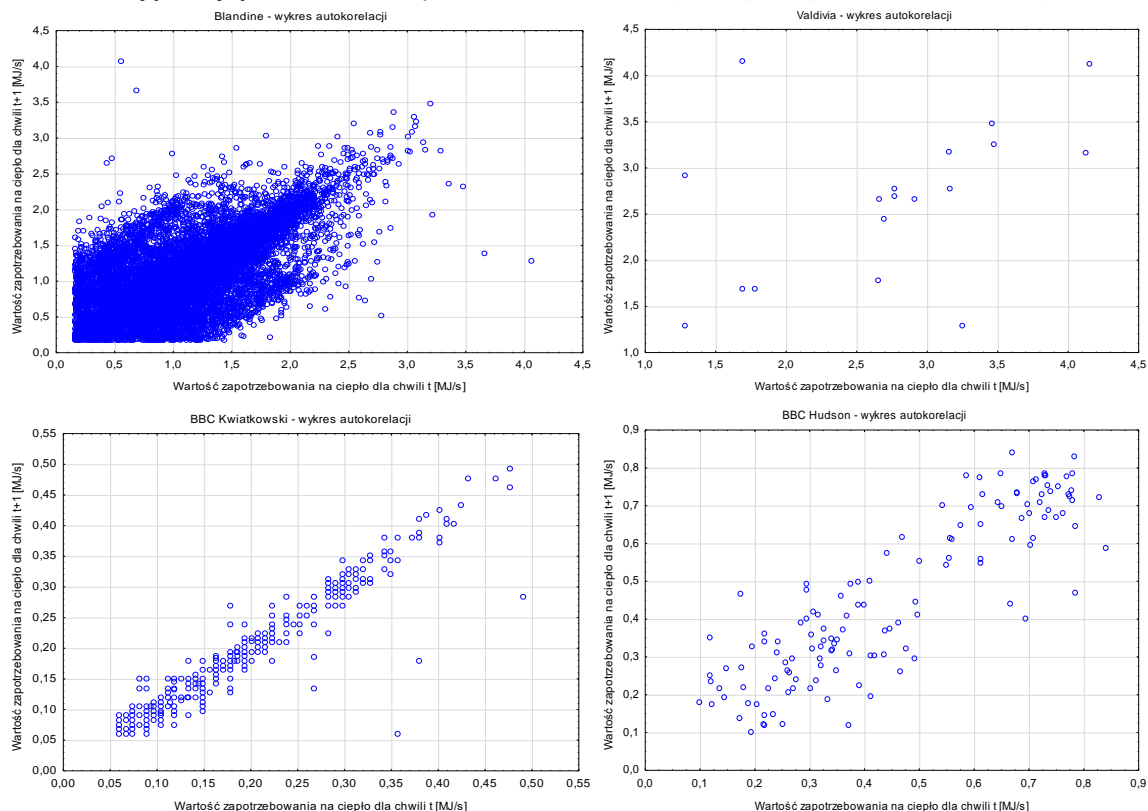 Blandine - wykres autokorelacji
Wartość zapotrzebowania na ciepło dla chwili t+1 [MJ/s]
4,5
4,0
3,5
3,0
2,5
2,0
1,5
1,0
0,5
0,0
0,0 0,5 1,0 1,5 2,0 2,5 3,0 3,5 4,0 4,5
Wartość zapotrzebowania na ciepło dla chwili t [MJ/s]
Valdivia - wykres autokorelacji
Wartość zapotrzebowania na ciepło dla chwili t+1 [MJ/s]
4,5
4,0
3,5
3,0
2,5
2,0
1,5
1,0
1,0 1,5 2,0 2,5 3,0 3,5 4,0 4,5
Wartość zapotrzebowania na ciepło dla chwili t [MJ/s]
BBC Kwiatkowski - wykres autokorelacji
Wartość zapotrzebowania na ciepło dla chwili t+1 [MJ/s]
0,55
0,50
0,45
0,40
0,35
0,30
0,25
0,20
0,15
0,10
0,05
0,00
0,00 0,05 0,10 0,15 0,20 0,25 0,30 0,35 0,40 0,45 0,50 0,55
Wartość zapotrzebowania na ciepło dla chwili t [MJ/s]
BBC Hudson - wykres autokorelacji
Wartość zapotrzebowania na ciepło dla chwili t+1 [MJ/s]
0,9
0,8
0,7
0,6
0,5
0,4
0,3
0,2
0,1
0,0
0,0 0,1 0,2 0,3 0,4 0,5 0,6 0,7 0,8 0,9
Wartość zapotrzebowania na ciepło dla chwili t [MJ/s]